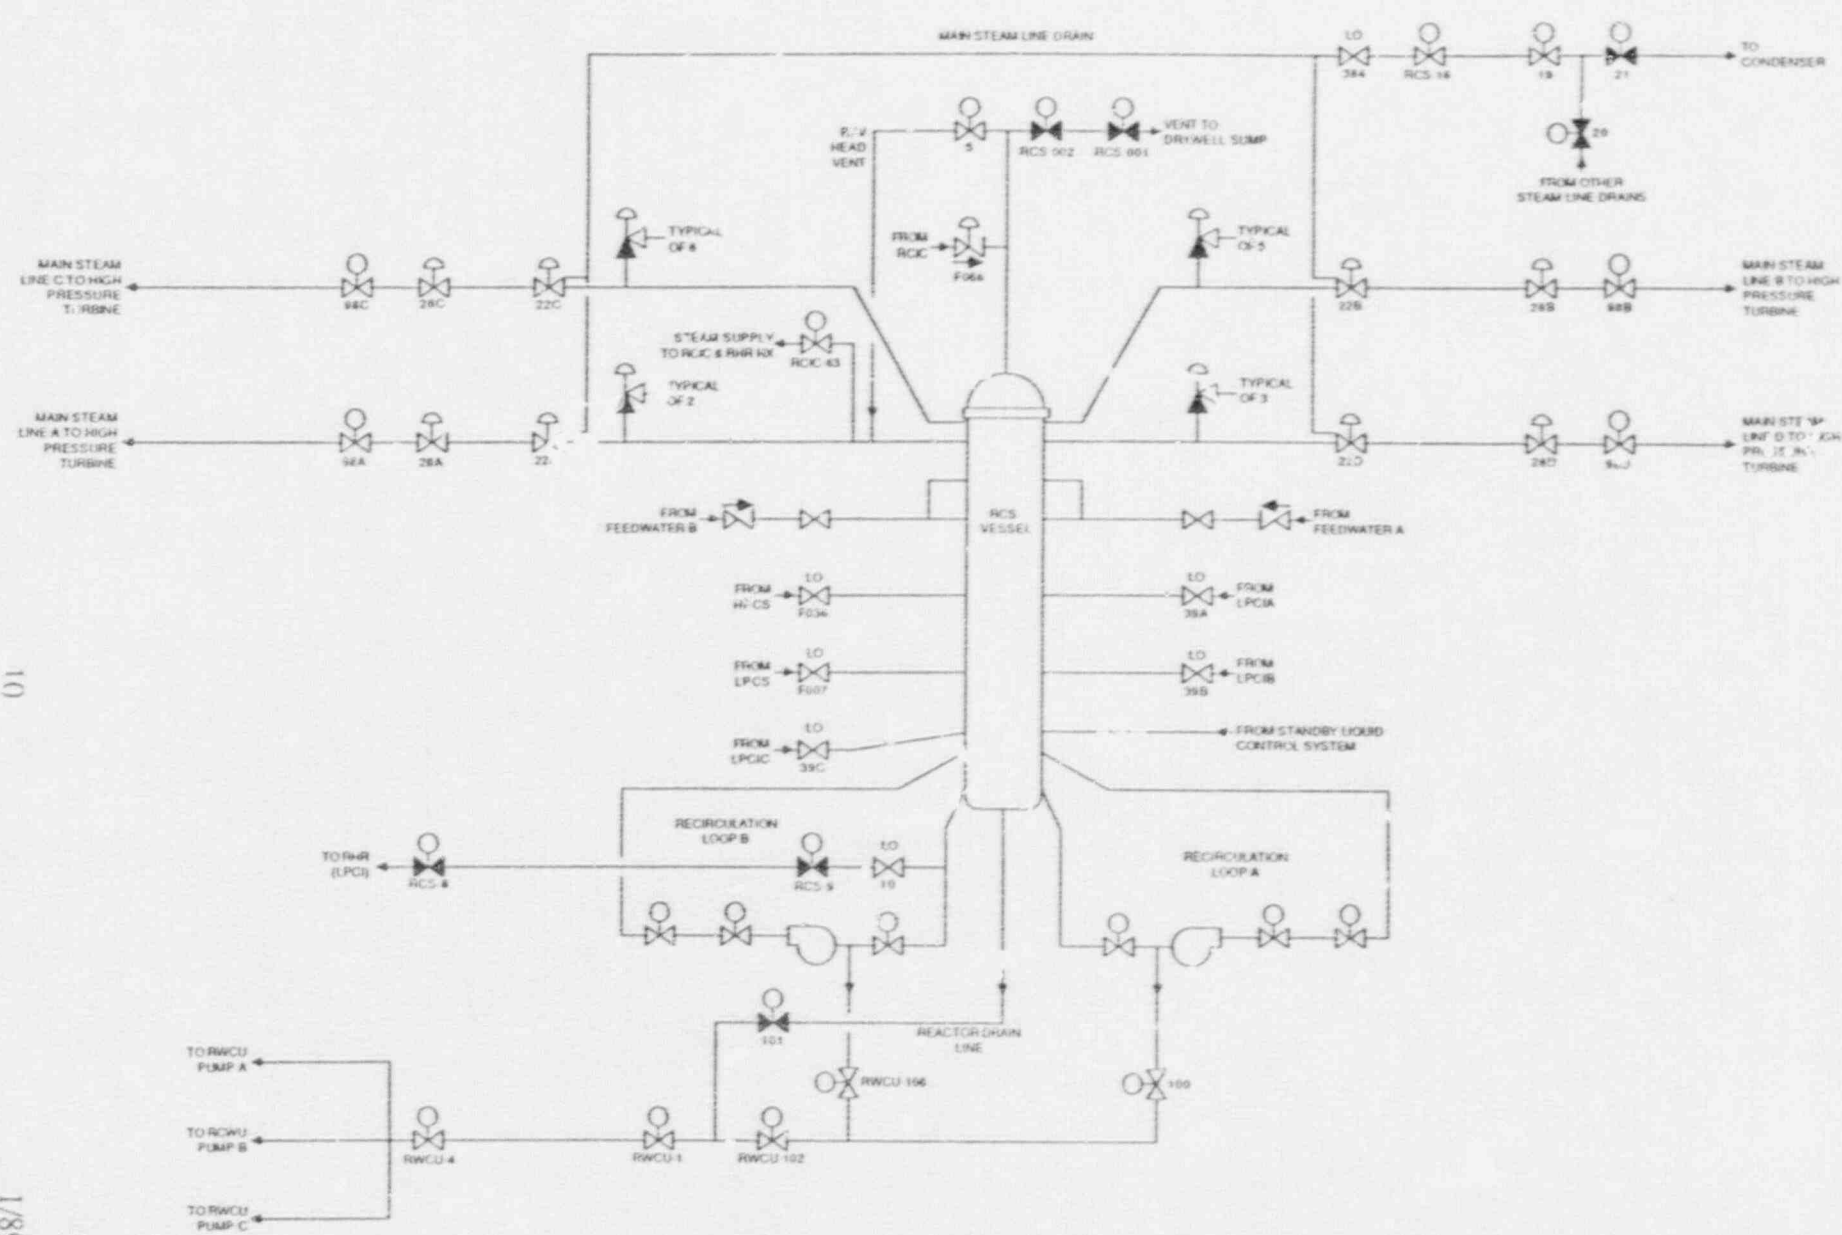 MAIN STEAM LINE DRAIN
LO
384
RCS 16
19
21
TO
CONDENSER
20
FROM OTHER
STEAM LINE DRAINS
HEAD
VENT
5
RCS 002
RCS 001
VENT TO
DRYWELL SUMP
FROM
RCIC
F066
TYPICAL
OF 5
MAIN STEAM
LINE C TO HIGH
PRESSURE
TURBINE
98C
28C
22C
TYPICAL
22B
28B
98B
MAIN STEAM
LINE B TO HIGH
PRESSURE
TURBINE
STEAM SUPPLY
TO RCIC & RHR HX
RCIC 63
TYPICAL
OF 2
TYPICAL
OF 3
MAIN STEAM
LINE A TO HIGH
PRESSURE
TURBINE
98A
28A
22D
28D
TURBINE
FROM
FEEDWATER B
RCS
VESSEL
FROM
FEEDWATER A
FROM
LO
F036
LO
39A
FROM
LPCIA
FROM
LPCS
LO
F007
LO
39B
FROM
LPCIB
FROM
LPCIC
LO
39C
FROM STANDBY LIQUID
CONTROL SYSTEM
RECIRCULATION
LOOP B
RECIRCULATION
LOOP A
TO RHR
(LPCI)
RCS-8
RCS-9
LO
10
101
REACTOR DRAIN
LINE
RWCU 106
100
TO RWCU
PUMP A
TO RCWU
PUMP B
TO RWCU
PUMP C
RWCU-4
RWCU-1
RWCU 102
10